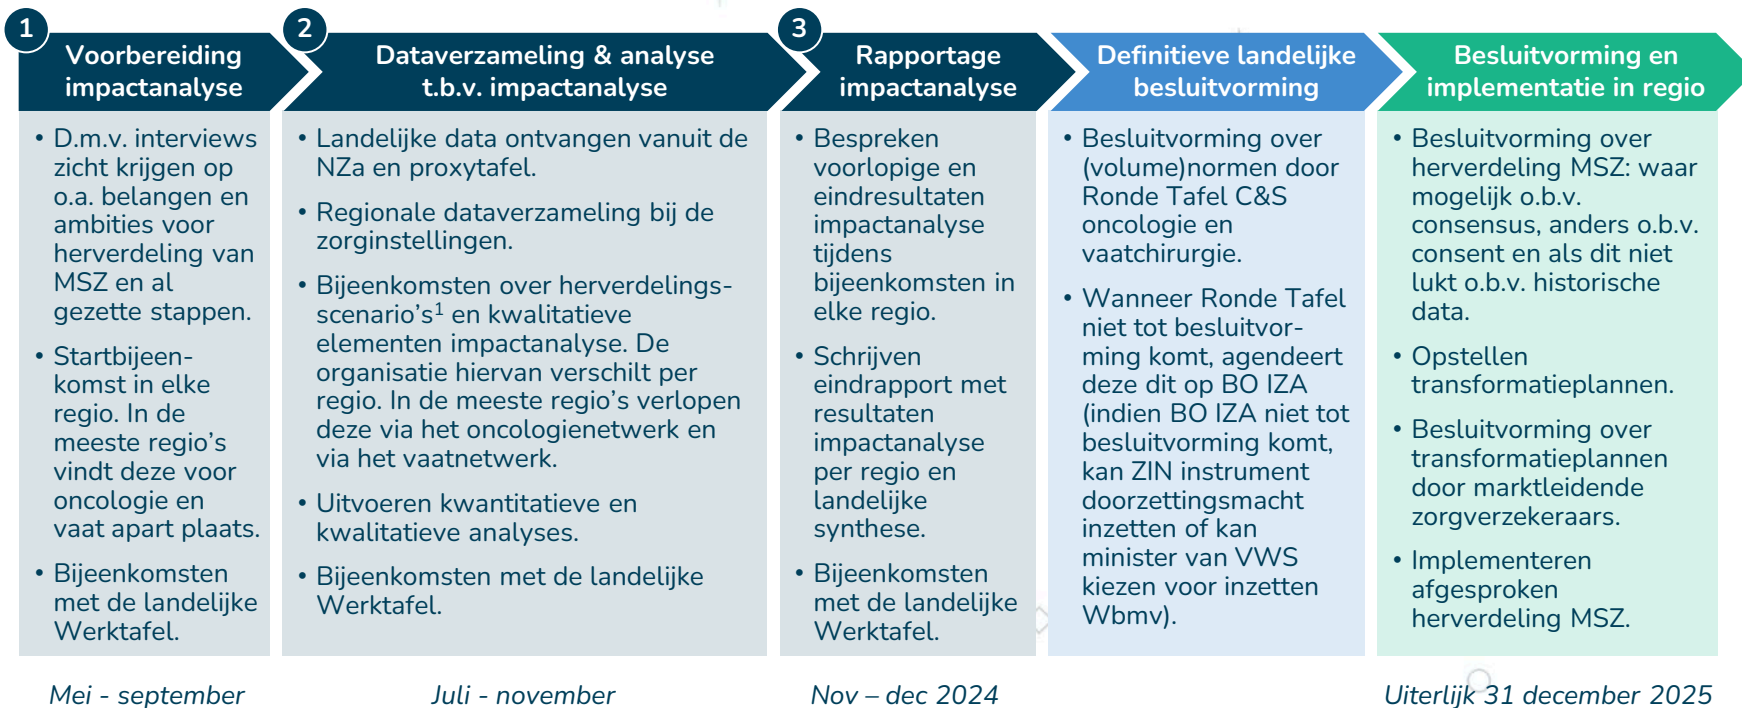 1
Voorbereiding
impactanalyse
• D.m.v. interviews
zicht krijgen op
o.a. belangen en
ambities voor
herverdeling van
MSZ en al
gezette stappen.
• Startbijeen-
komst in elke
regio. In de
meeste regio's
vindt deze voor
oncologie en
vaat apart plaats.
• Bijeenkomsten
met de landelijke
Werktafel.
Mei - september
2
Dataverzameling & analyse
t.b.v. impactanalyse
• Landelijke data ontvangen vanuit de
NZa en proxytafel.
• Regionale dataverzameling bij de
zorginstellingen.
• Bijeenkomsten over herverdelings-
scenario's¹ en kwalitatieve
elementen impactanalyse. De
organisatie hiervan verschilt per
regio. In de meeste regio's verlopen
deze via het oncologienetwerk en
via het vaatnetwerk.
• Uitvoeren kwantitatieve en
kwalitatieve analyses.
• Bijeenkomsten met de landelijke
Werktafel.
Juli - november
3
Rapportage
impactanalyse
• Bespreken
voorlopige en
eindresultaten
impactanalyse
tijdens
bijeenkomsten in
elke regio.
• Schrijven
eindrapport met
resultaten
impactanalyse
per regio en
landelijke
synthese.
• Bijeenkomsten
met de landelijke
Werktafel.
Nov – dec 2024
Definitieve landelijke
besluitvorming
• Besluitvorming over
(volume)normen door
Ronde Tafel C&S
oncologie en
vaatchirurgie.
• Wanneer Ronde Tafel
niet tot besluitvor-
ming komt, agendeert
deze dit op BO IZA
(indien BO IZA niet tot
besluitvorming komt,
kan ZIN instrument
doorzettingsmacht
inzetten of kan
minister van VWS
kiezen voor inzetten
Wbmv).
Besluitvorming en
implementatie in regio
• Besluitvorming over
herverdeling MSZ: waar
mogelijk o.b.v.
consensus, anders o.b.v.
consent en als dit niet
lukt o.b.v. historische
data.
• Opstellen
transformatieplannen.
• Besluitvorming over
transformatieplannen
door marktleidende
zorgverzekeraars.
• Implementeren
afgesproken
herverdeling MSZ.
Uiterlijk 31 december 2025